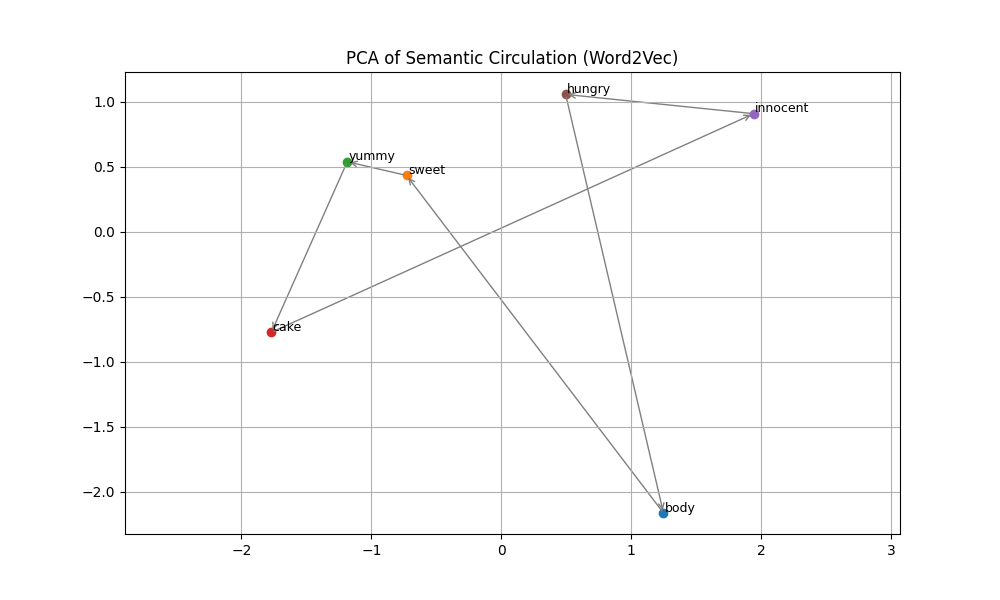 PCA of Semantic Circulation (Word2Vec)
hungry
innocent
yummy
sweet
cake
body
1.0
0.5
0.0
−0.5
−1.0
−1.5
−2.0
−2 −1 0 1 2 3